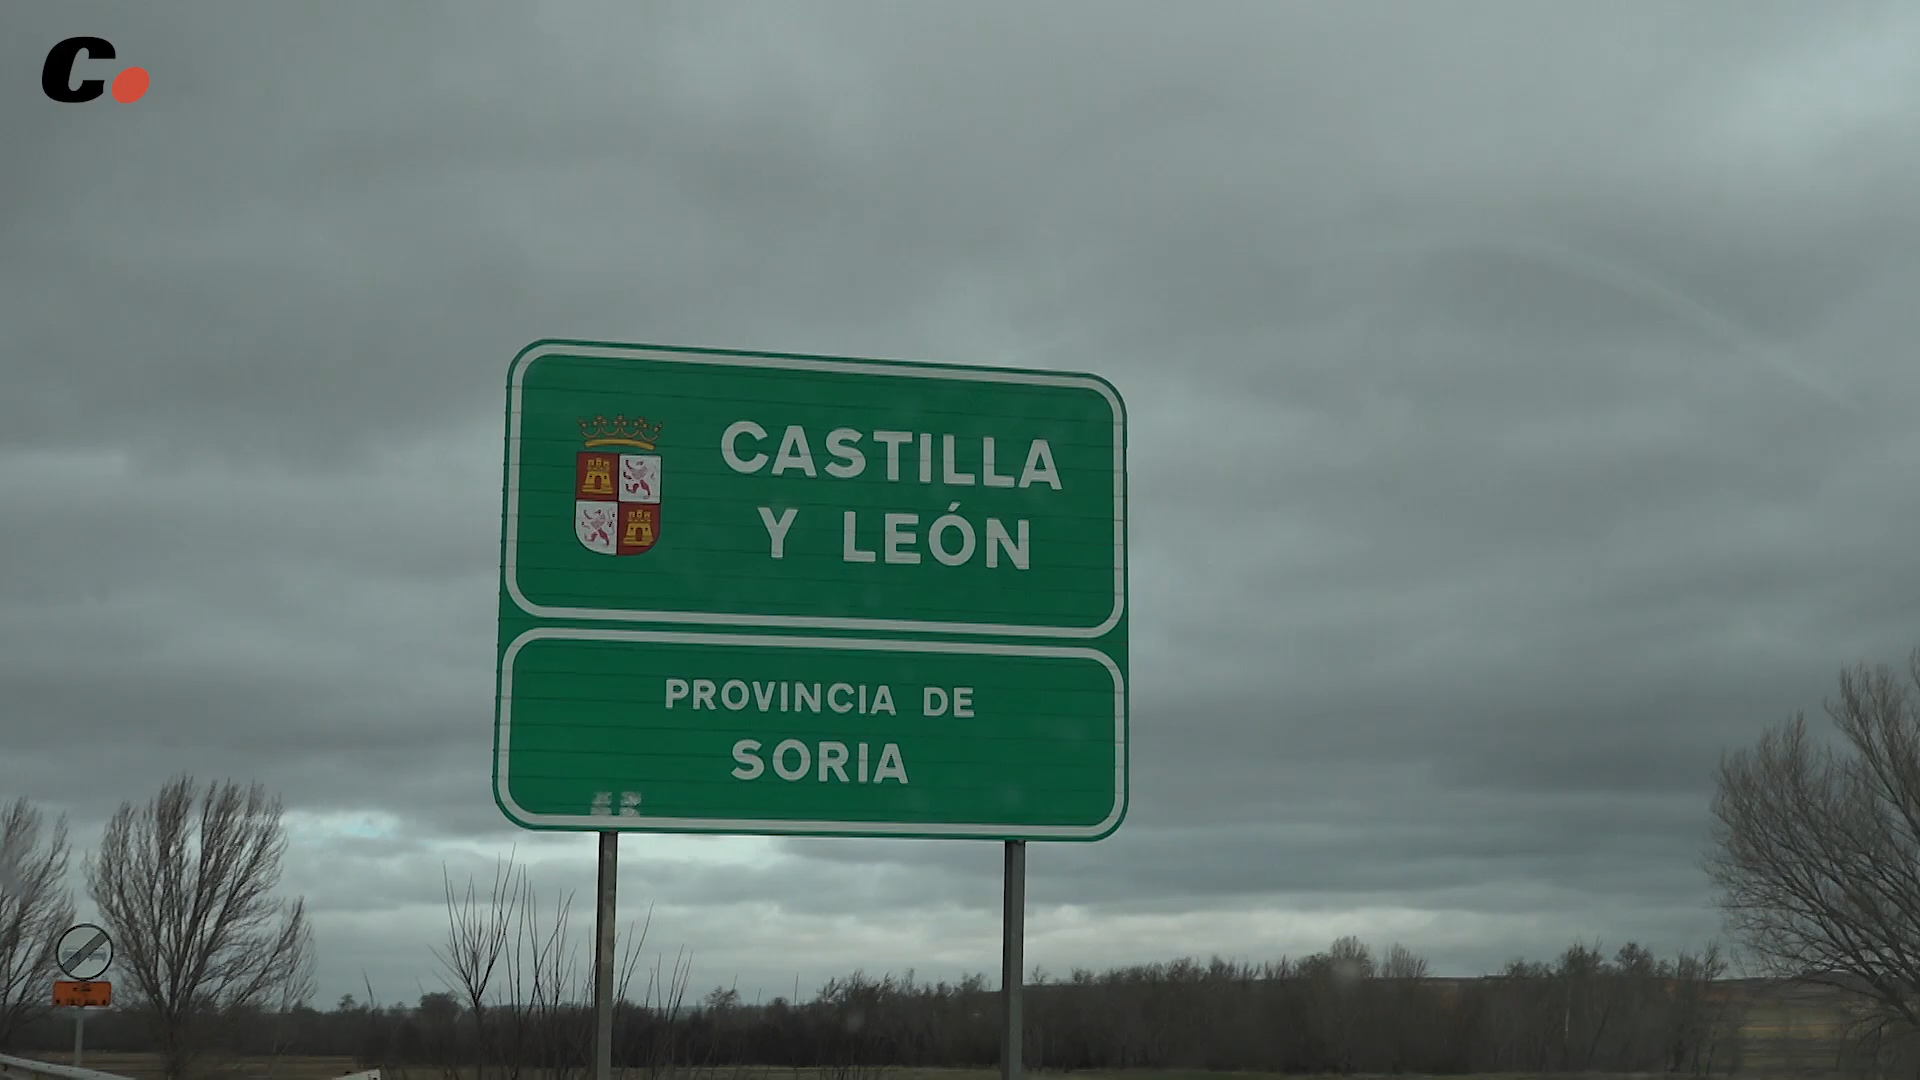 C.
CASTILLA
Y LEÓN
PROVINCIA DE
SORIA